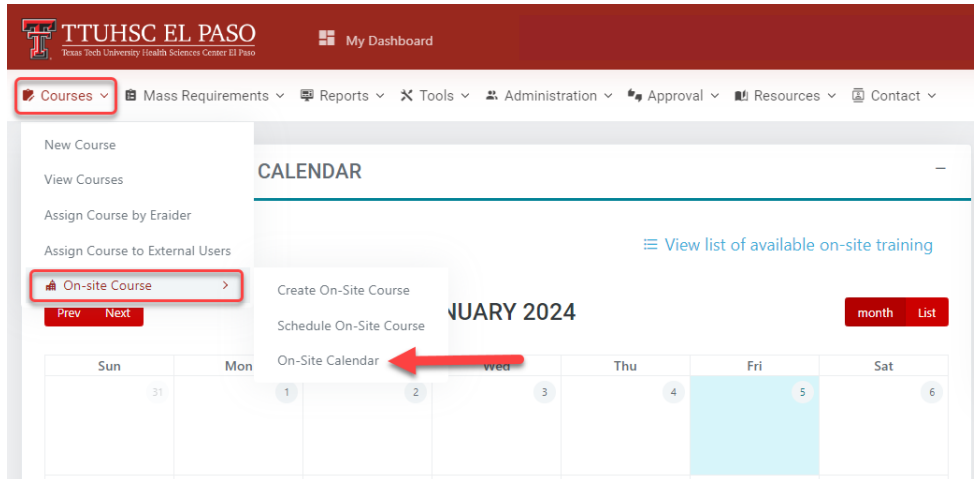 TTUHSC EL PASO
Texas Tech University Health Sciences Center El Paso
My Dashboard
Courses
Mass Requirements
Reports
Tools
Administration
Approval
Resources
Contact
New Course
View Courses
Assign Course by Eraider
Assign Course to External Users
On-site Course
Create On-Site Course
Schedule On-Site Course
On-Site Calendar
CALENDAR
View list of available on-site training
Prev Next
NUARY 2024
month List
Sun Mon Wed Thu Fri Sat
31 1 2 3 4 5 6